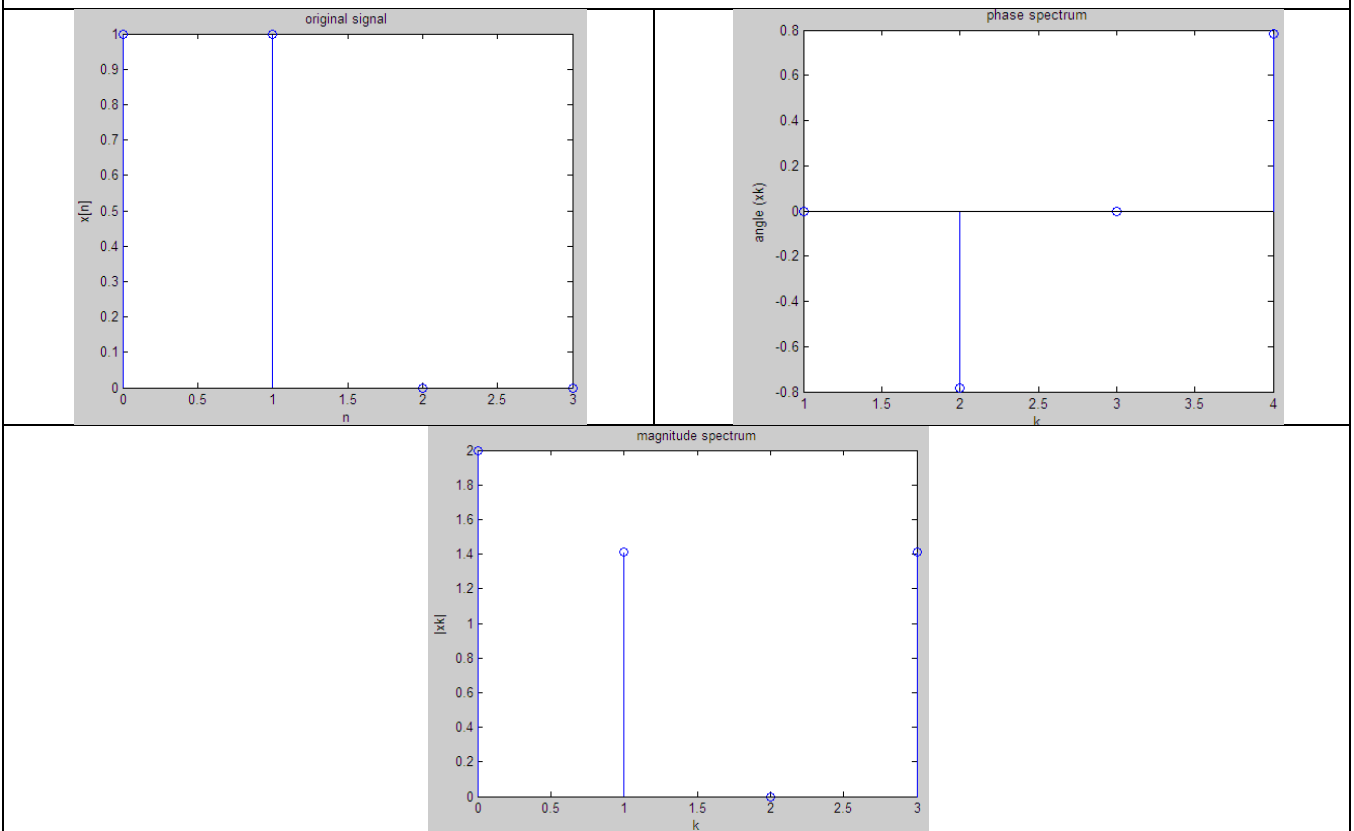 original signal
1
0.9
0.8
0.7
0.6
0.5
0.4
0.3
0.2
0.1
0
x[n]
0 0.5 1 1.5 2 2.5 3
n
phase spectrum
0.8
0.6
0.4
0.2
0
-0.2
-0.4
-0.6
-0.8
angle (xk)
1 1.5 2 2.5 3 3.5 4
k
magnitude spectrum
2
1.8
1.6
1.4
1.2
1
0.8
0.6
0.4
0.2
0
|xk|
0 0.5 1 1.5 2 2.5 3
k